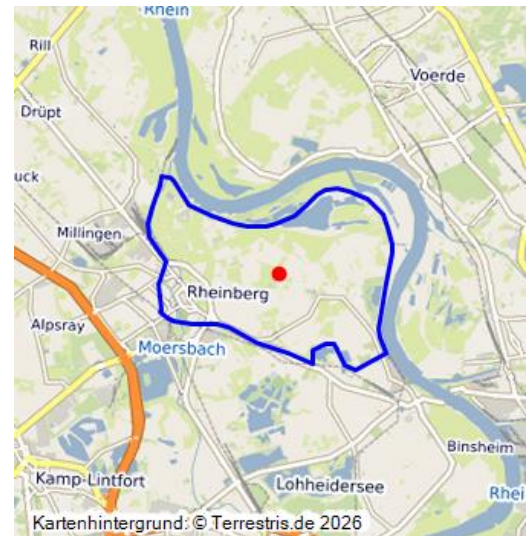 Rhein
Rill
Voerde
Drüpt
uck
Millingen
Rheinberg
Alpsray
Moersbach
Binsheim
Kamp-Lintfort
Lohheidersee
Rhei
Kartenhintergrund: © Terrestris.de 2026